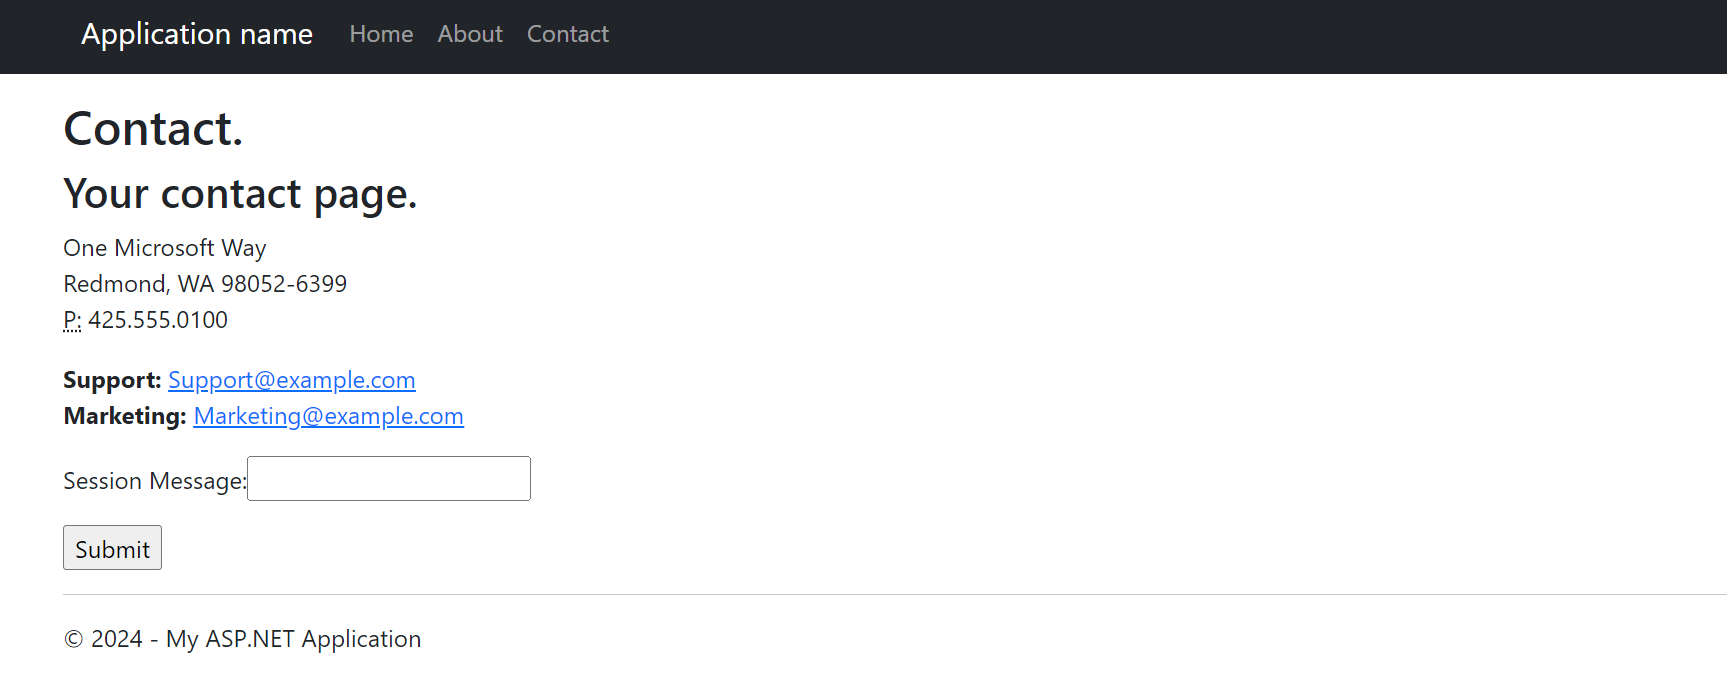 Application name Home About Contact
Contact.
Your contact page.
One Microsoft Way
Redmond, WA 98052-6399
P: 425.555.0100
Support: Support@example.com
Marketing: Marketing@example.com
Session Message:
Submit
© 2024 - My ASP.NET Application